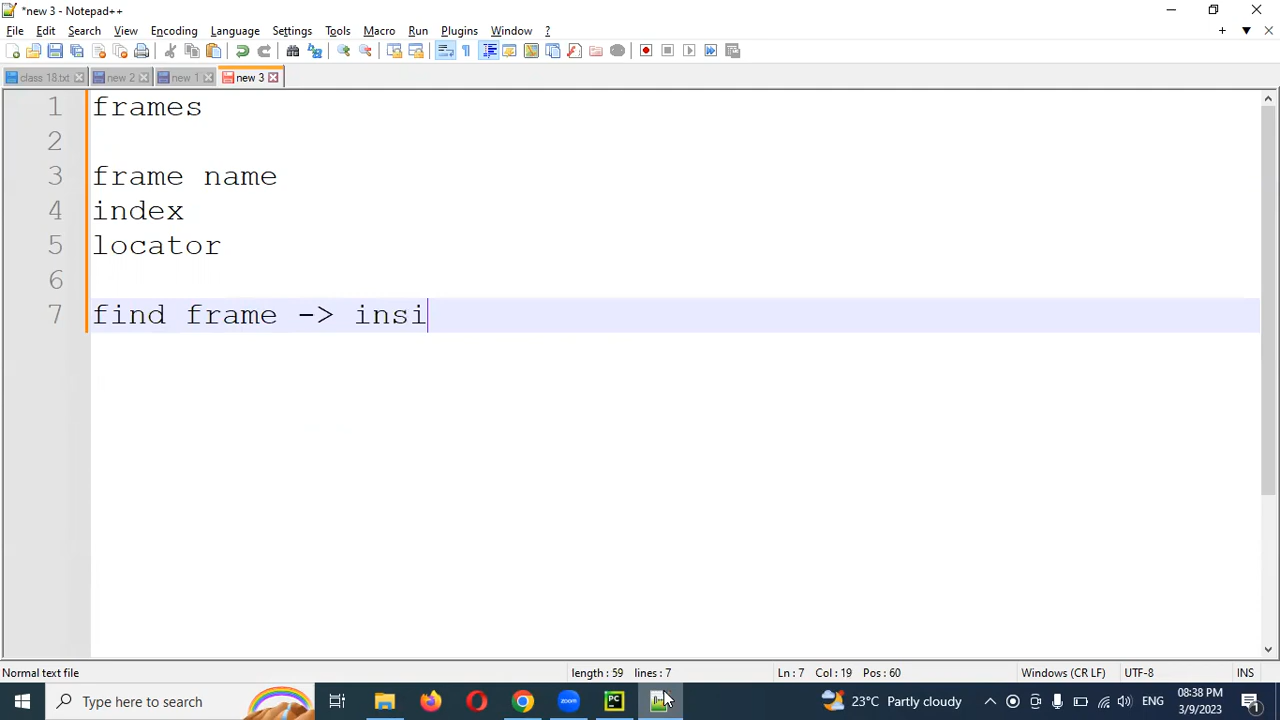 *new 3 - Notepad++
File Edit Search View Encoding Language Settings Tools Macro Run Plugins Window ?
class 18.txt new 2 new 1 new 3
1 frames
2
3 frame name
4 index
5 locator
6
7 find frame -> insi
Normal text file length : 59 lines : 7 Ln : 7 Col : 19 Pos : 60 Windows (CR LF) UTF-8 INS
Type here to search PC zoom 23°C Partly cloudy ENG 08:38 PM 3/9/2023 1